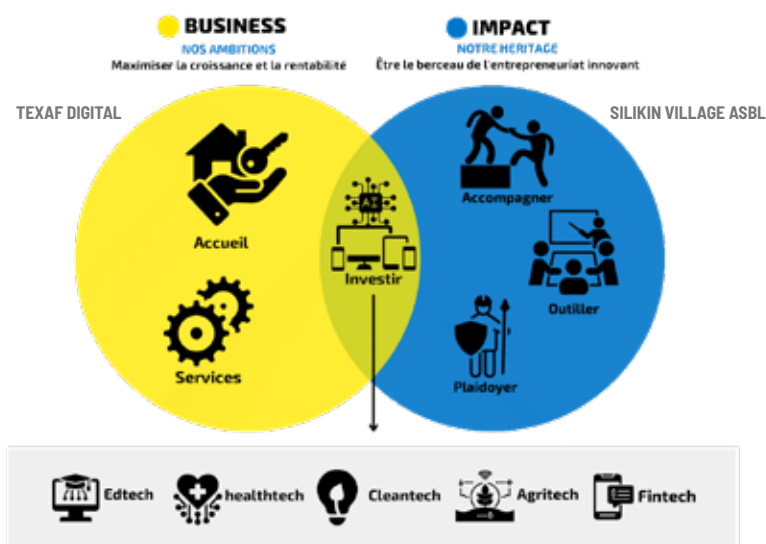 BUSINESS
NOS AMBITIONS
Maximiser la croissance et la rentabilité
IMPACT
NOTRE HERITAGE
Être le berceau de l'entrepreneuriat innovant
TEXAF DIGITAL
SILIKIN VILLAGE ASBL
Accueil
Services
AI
Investir
Accompagner
Outiller
Plaidoyer
Edtech
healthtech
Cleantech
Agritech
Fintech